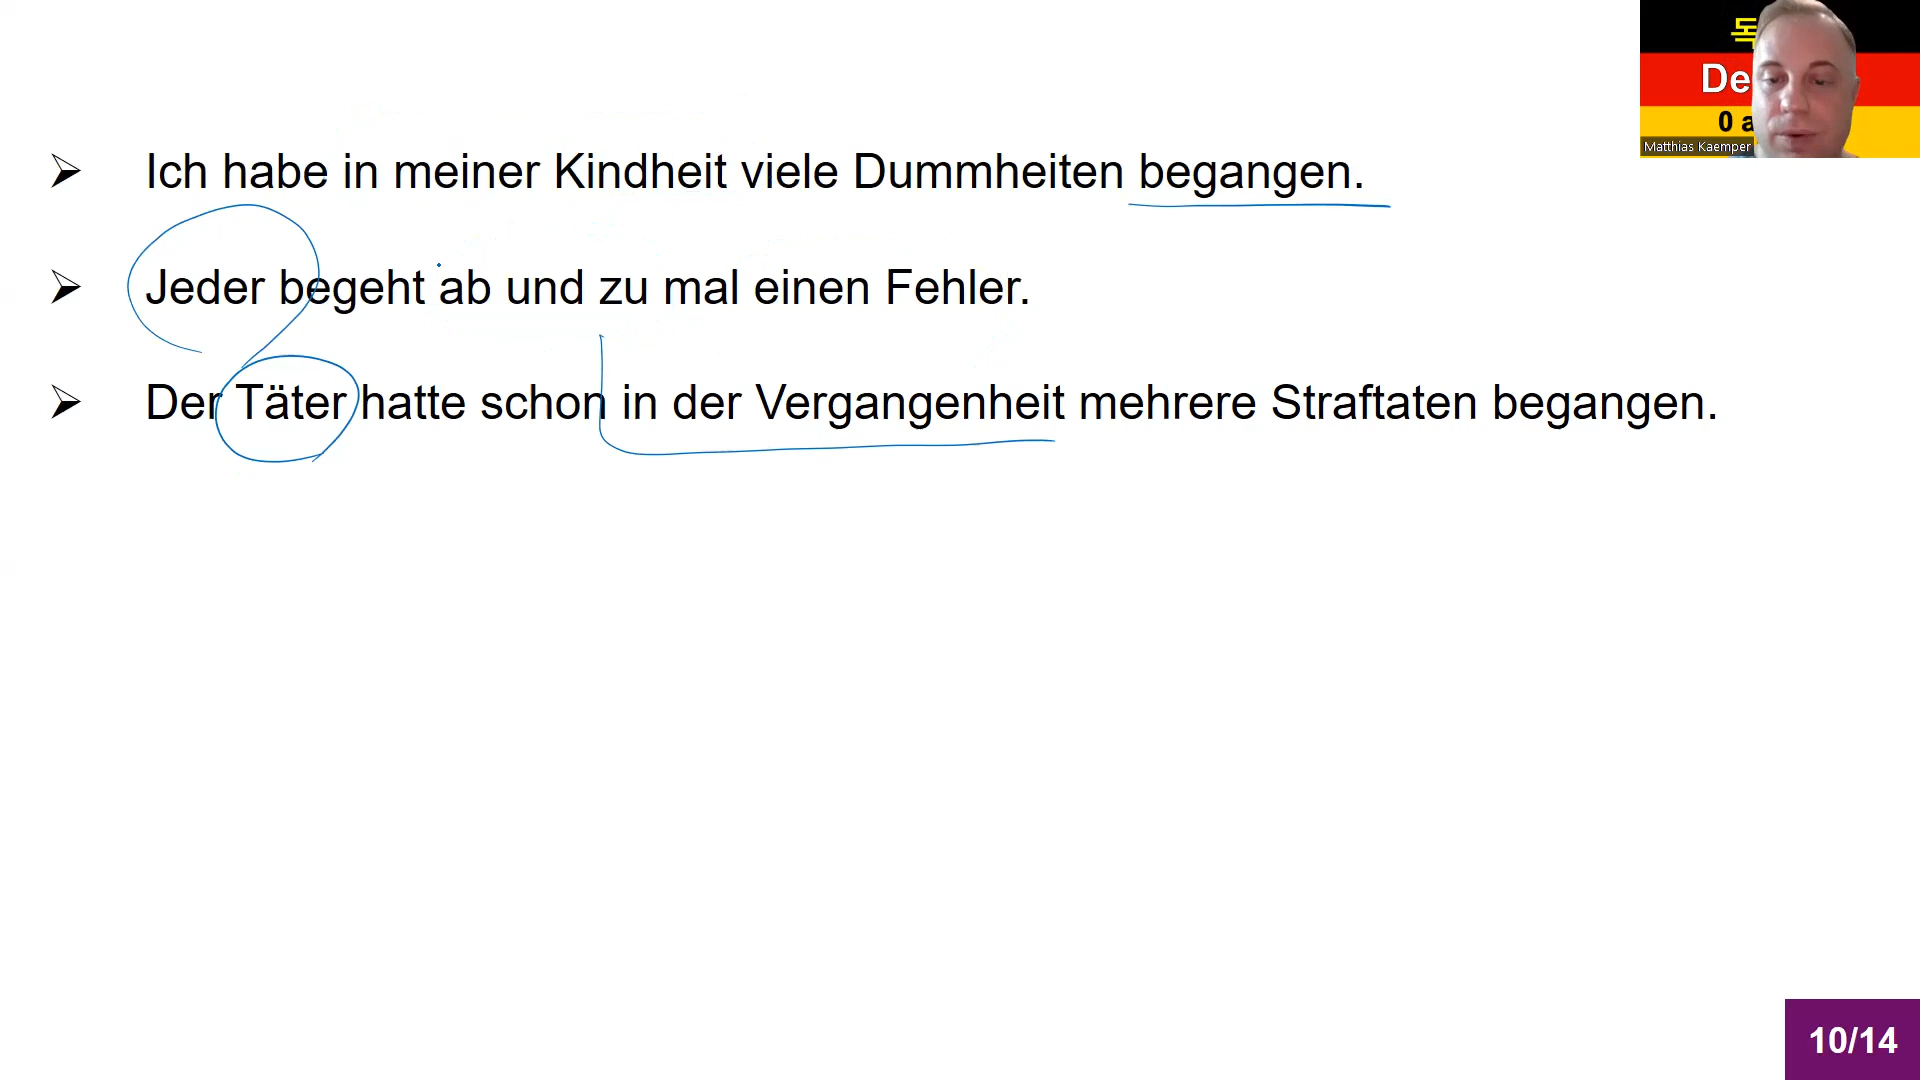 독
De
0 a
Matthias Kaemper
➢ Ich habe in meiner Kindheit viele Dummheiten begangen.
➢ Jeder begeht ab und zu mal einen Fehler.
➢ Der Täter hatte schon in der Vergangenheit mehrere Straftaten begangen.
10/14